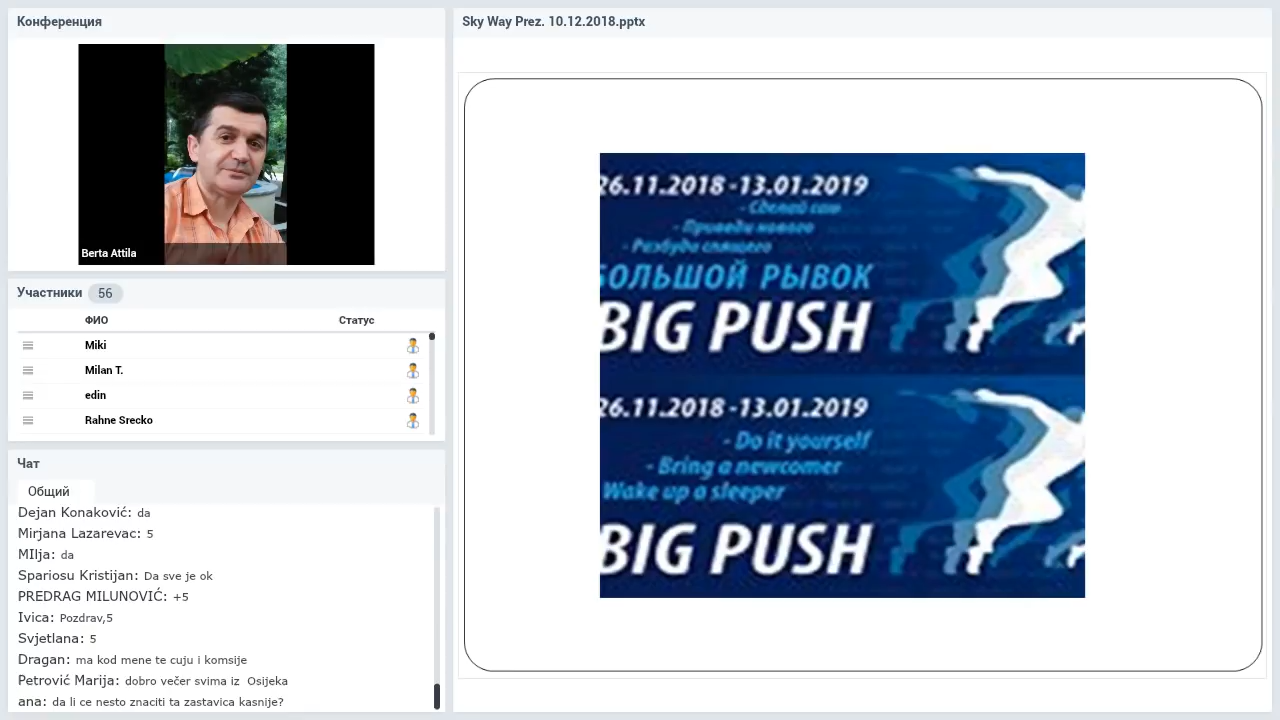 Конференция
Berta Attila
Участники 56
ФИО Статус
Miki
Milan T.
edin
Rahne Srecko
Чат
Общий
Dejan Konaković: da
Mirjana Lazarevac: 5
MIlja: da
Spariosu Kristijan: Da sve je ok
PREDRAG MILUNOVIĆ: +5
Ivica: Pozdrav,5
Svjetlana: 5
Dragan: ma kod mene te cuju i komsije
Petrović Marija: dobro večer svima iz Osijeka
ana: da li ce nesto znaciti ta zastavica kasnije?
Sky Way Prez. 10.12.2018.pptx
26.11.2018 -13.01.2019
- Сделай сам
- Приведи нового
- Разбуди спящего
БОЛЬШОЙ РЫВОК
BIG PUSH
26.11.2018 -13.01.2019
- Do it yourself
- Bring a newcomer
Wake up a sleeper
BIG PUSH